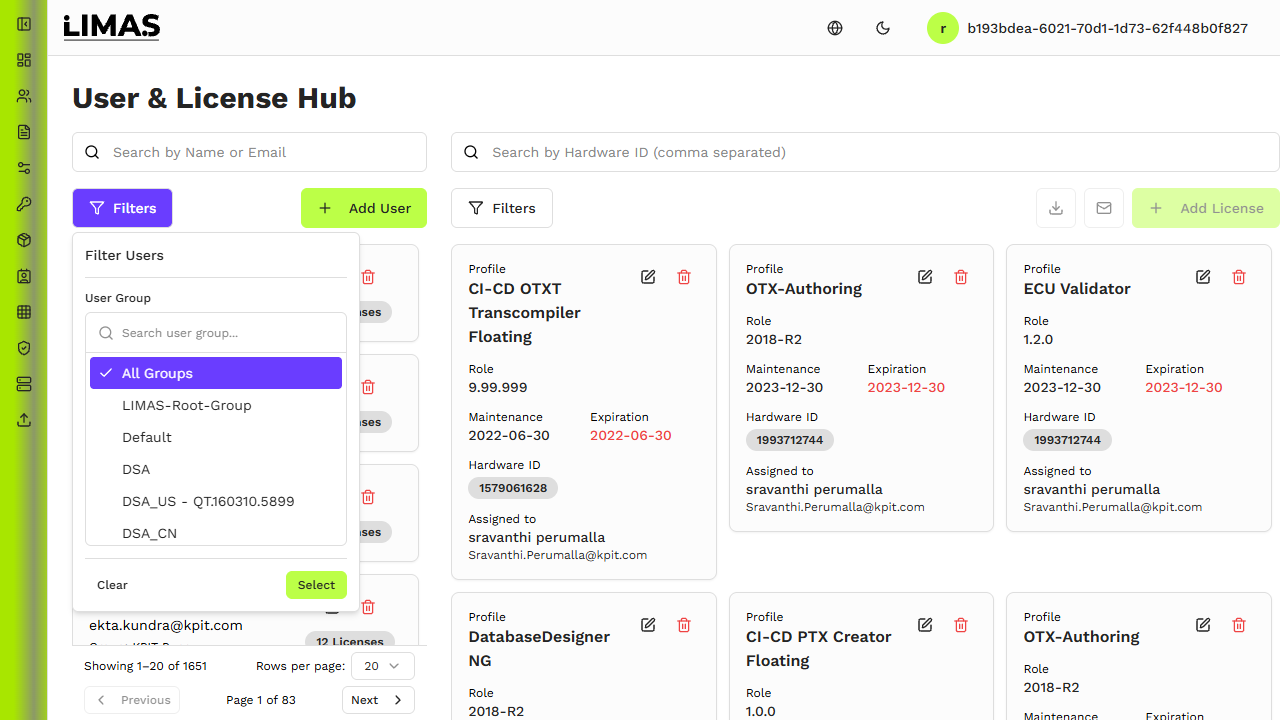 LIMAS
r
b193bdea-6021-70d1-1d73-62f448b0f827
User & License Hub
Search by Name or Email
Search by Hardware ID (comma separated)
Filters
Add User
Filters
Add License
Filter Users
User Group
Search user group...
All Groups
LIMAS-Root-Group
Default
DSA
DSA_US - QT.160310.5899
DSA_CN
Clear
Select
ekta.kundra@kpit.com
12 Licenses
Showing 1–20 of 1651
Rows per page:
20
Previous
Page 1 of 83
Next
Profile
CI-CD OTXT
Transcompiler
Floating
Role
9.99.999
Maintenance
Expiration
2022-06-30
2022-06-30
Hardware ID
1579061628
Assigned to
sravanthi perumalla
Sravanthi.Perumalla@kpit.com
Profile
OTX-Authoring
Role
2018-R2
Maintenance
Expiration
2023-12-30
2023-12-30
Hardware ID
1993712744
Assigned to
sravanthi perumalla
Sravanthi.Perumalla@kpit.com
Profile
ECU Validator
Role
1.2.0
Maintenance
Expiration
2023-12-30
2023-12-30
Hardware ID
1993712744
Assigned to
sravanthi perumalla
Sravanthi.Perumalla@kpit.com
Profile
DatabaseDesigner
NG
Role
2018-R2
Profile
CI-CD PTX Creator
Floating
Role
1.0.0
Profile
OTX-Authoring
Role
2018-R2
Maintenance
Expiration